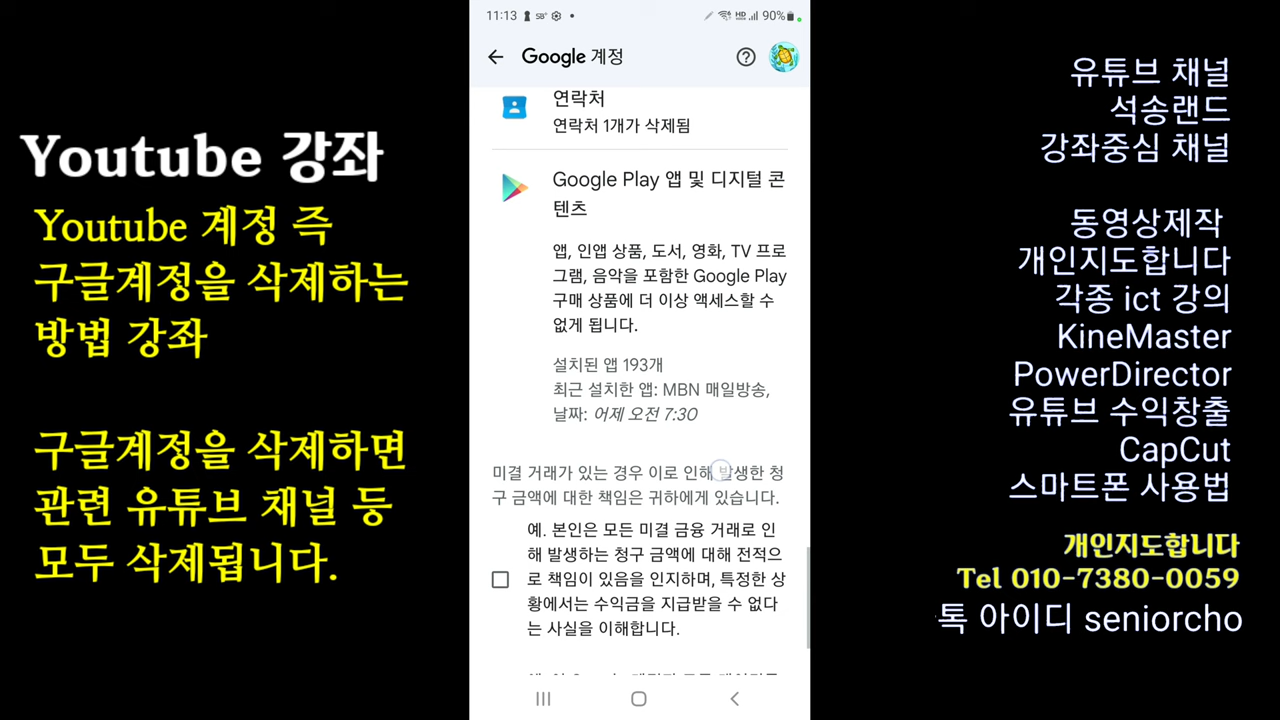 Youtube 강좌
Youtube 계정 즉
구글계정을 삭제하는
방법 강좌
구글계정을 삭제하면
관련 유튜브 채널 등
모두 삭제됩니다.
11:13
90%
Google 계정
연락처
연락처 1개가 삭제됨
Google Play 앱 및 디지털 콘
텐츠
앱, 인앱 상품, 도서, 영화, TV 프로
그램, 음악을 포함한 Google Play
구매 상품에 더 이상 액세스할 수
없게 됩니다.
설치된 앱 193개
최근 설치한 앱: MBN 매일방송,
날짜: 어제 오전 7:30
미결 거래가 있는 경우 이로 인해 발생한 청
구 금액에 대한 책임은 귀하에게 있습니다.
예. 본인은 모든 미결 금융 거래로 인
해 발생하는 청구 금액에 대해 전적으
로 책임이 있음을 인지하며, 특정한 상
황에서는 수익금을 지급받을 수 없다
는 사실을 이해합니다.
유튜브 채널
석송랜드
강좌중심 채널
동영상제작
개인지도합니다
각종 ict 강의
KineMaster
PowerDirector
유튜브 수익창출
CapCut
스마트폰 사용법
개인지도합니다
Tel 010-7380-0059
톡 아이디 seniorcho